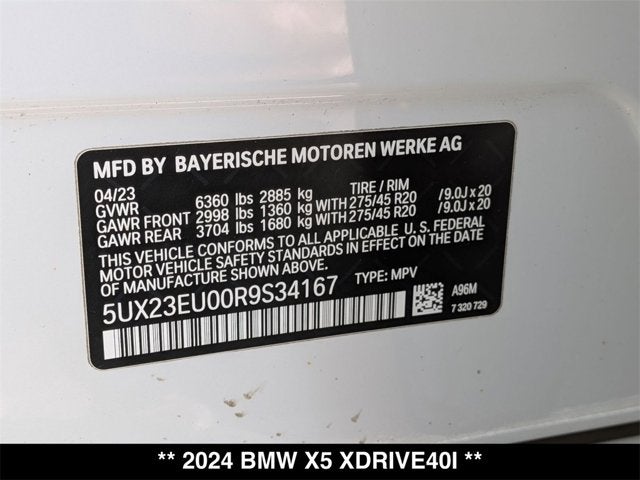 MFD BY BAYERISCHE MOTOREN WERKE AG
04/23 TIRE / RIM
GVWR 6360 lbs 2885 kg
GAWR FRONT 2998 lbs 1360 kg WITH 275/45 R20 /9.0J x 20
GAWR REAR 3704 lbs 1680 kg WITH 275/45 R20 /9.0J x 20
THIS VEHICLE CONFORMS TO ALL APPLICABLE U. S. FEDERAL
MOTOR VEHICLE SAFETY STANDARDS IN EFFECT ON THE DATE
OF MANUFACTURE SHOWN ABOVE.
5UX23EU00R9S34167 TYPE: MPV
A96M
7 320 729
** 2024 BMW X5 XDRIVE40I **